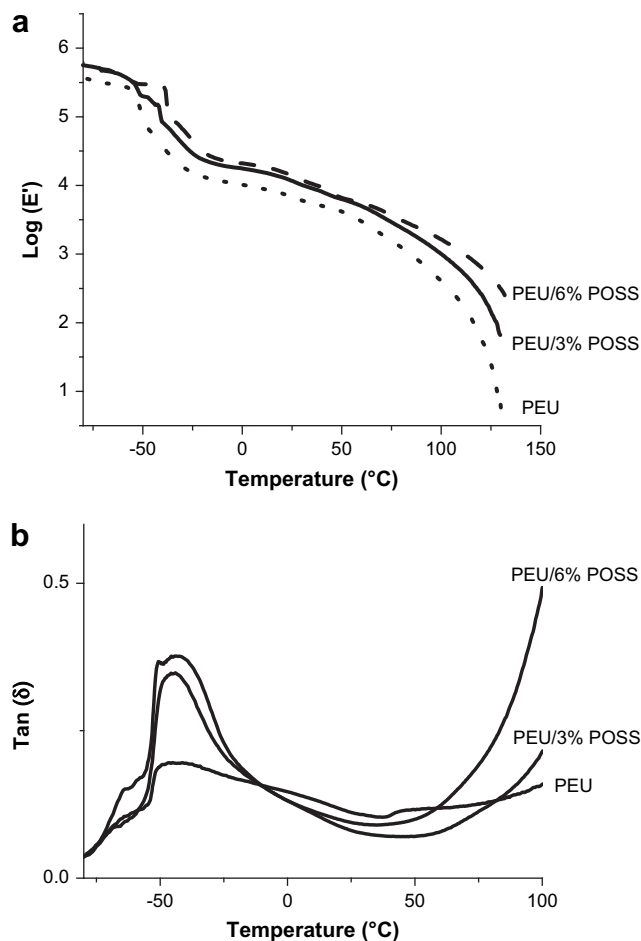 a
6
5
4
3
2
1
Log (E')
PEU/6% POSS
PEU/3% POSS
PEU
-50
0
50
100
150
Temperature (°C)
b
0.5
0.0
Tan (δ)
PEU/6% POSS
PEU/3% POSS
PEU
-50
0
50
100
Temperature (°C)